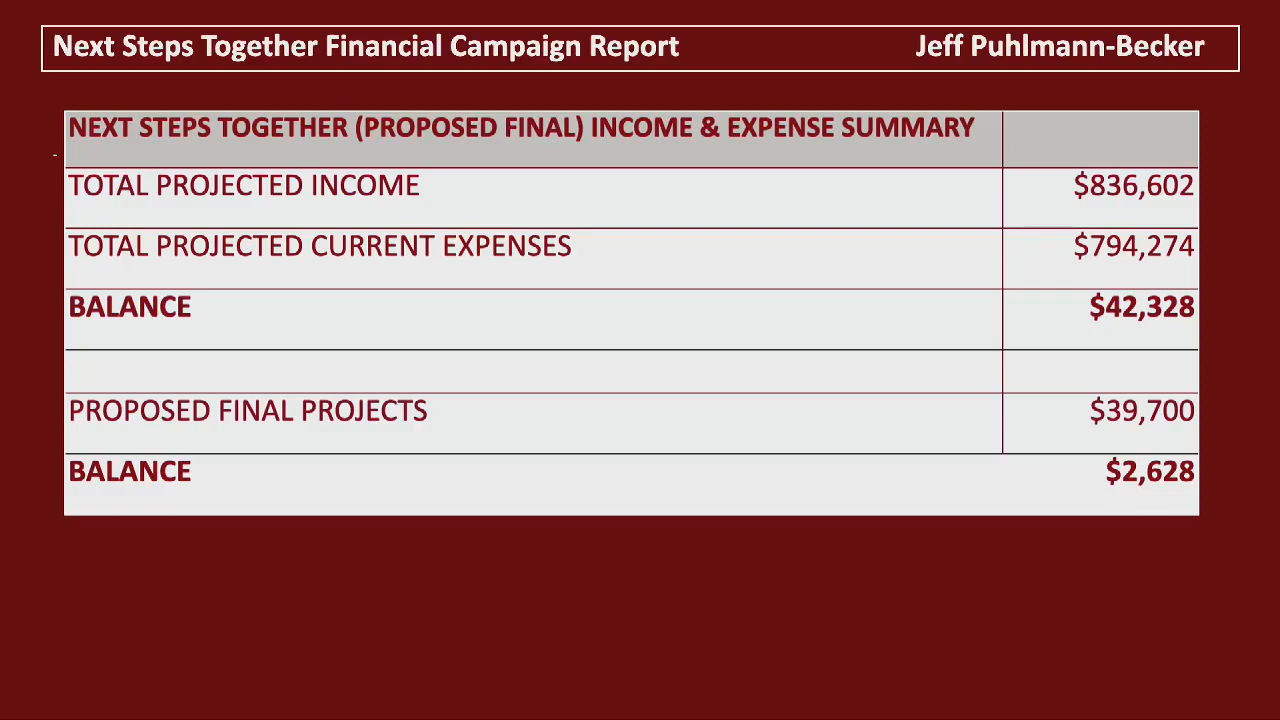 Next Steps Together Financial Campaign Report Jeff Puhlmann-Becker
NEXT STEPS TOGETHER (PROPOSED FINAL) INCOME & EXPENSE SUMMARY
-
TOTAL PROJECTED INCOME $836,602
TOTAL PROJECTED CURRENT EXPENSES $794,274
BALANCE $42,328
PROPOSED FINAL PROJECTS $39,700
BALANCE $2,628